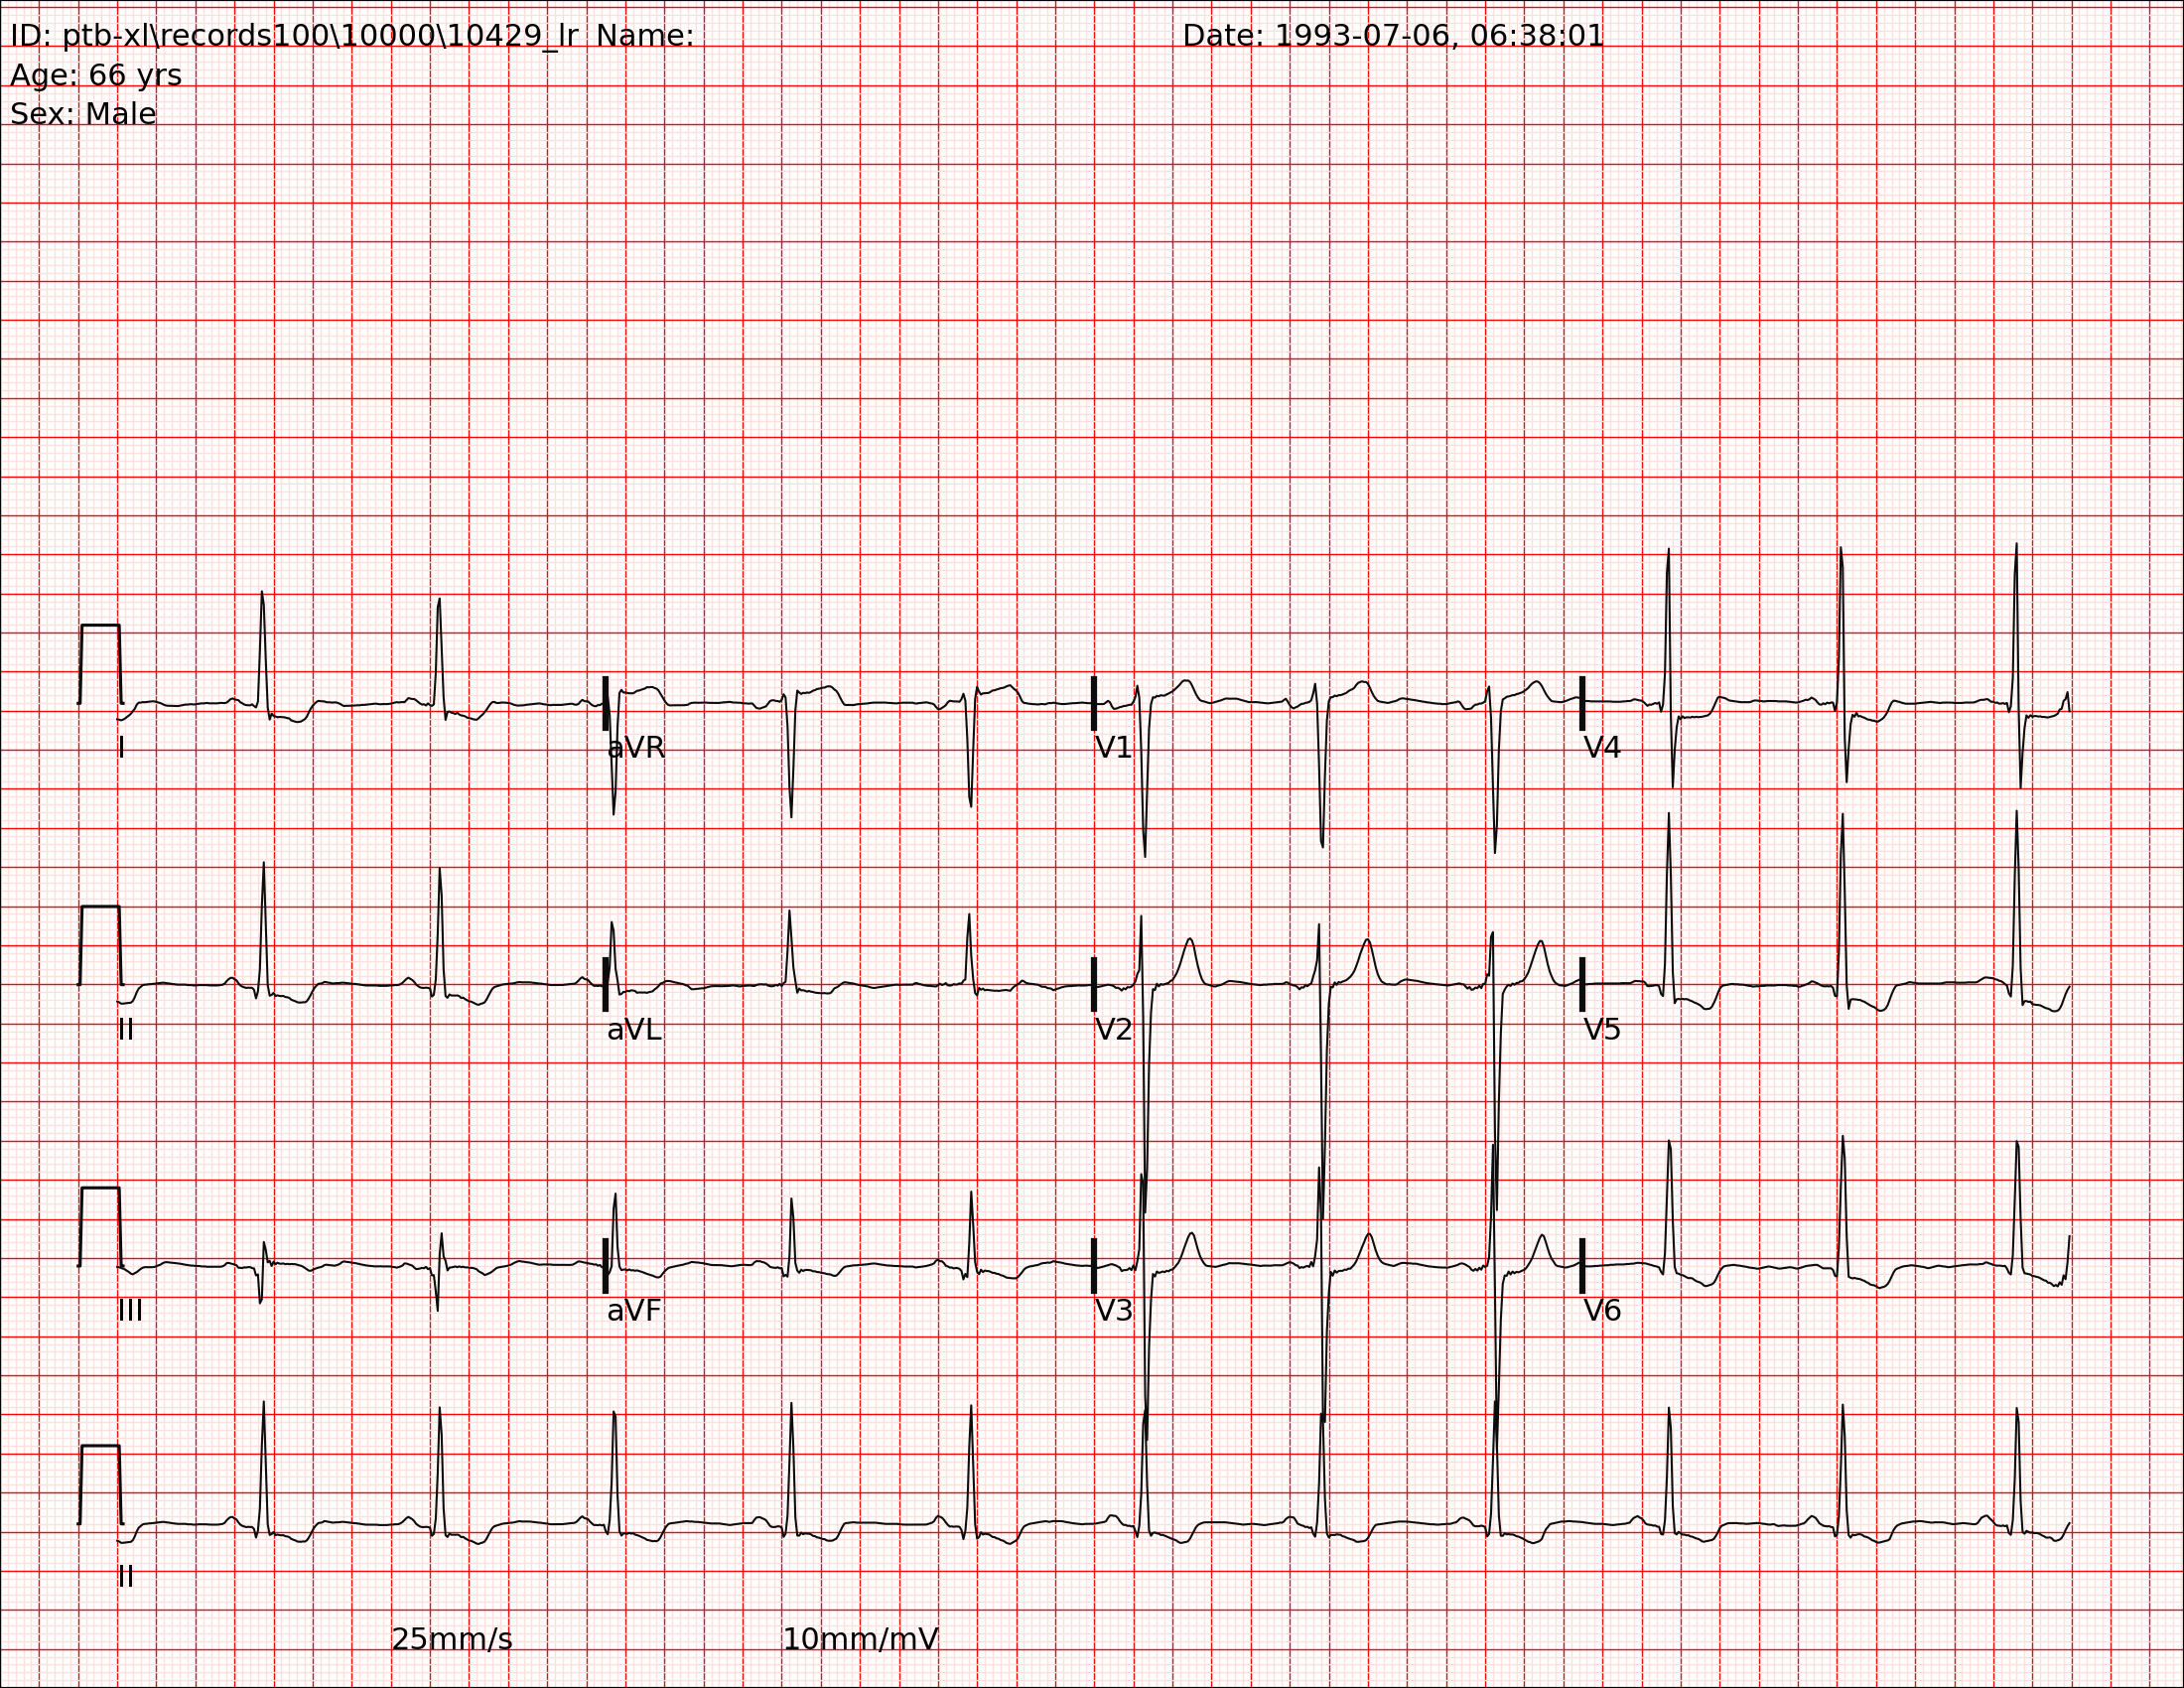 ID: ptb-xl\records100\10000\10429_lr  Name:
Date: 1993-07-06, 06:38:01
Age: 66 yrs
Sex: Male
I aVR V1 V4
II aVL V2 V5
III aVF V3 V6
II
25mm/s 10mm/mV